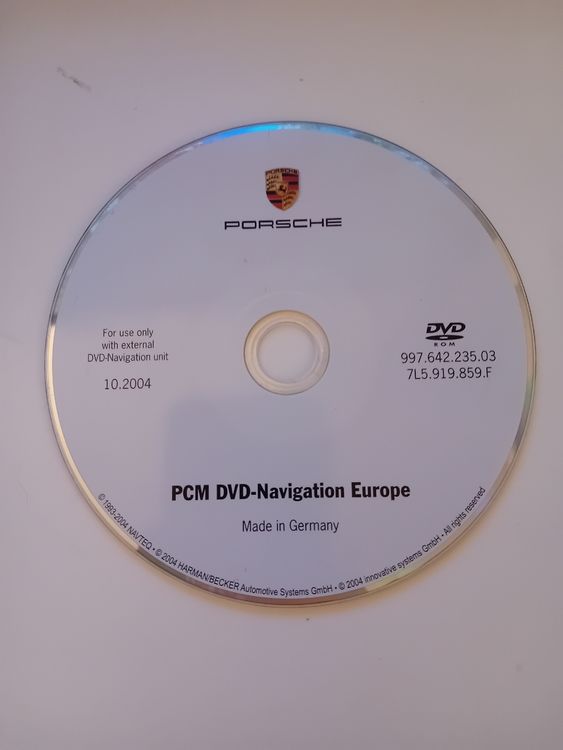 PORSCHE
PORSCHE
For use only
with external
DVD-Navigation unit
10.2004
DVD
ROM
997.642.235.03
7L5.919.859.F
PCM DVD-Navigation Europe
Made in Germany
© 1993-2004 NAVTEQ • © 2004 HARMAN/BECKER Automotive Systems GmbH • © 2004 innovative systems GmbH • All rights reserved